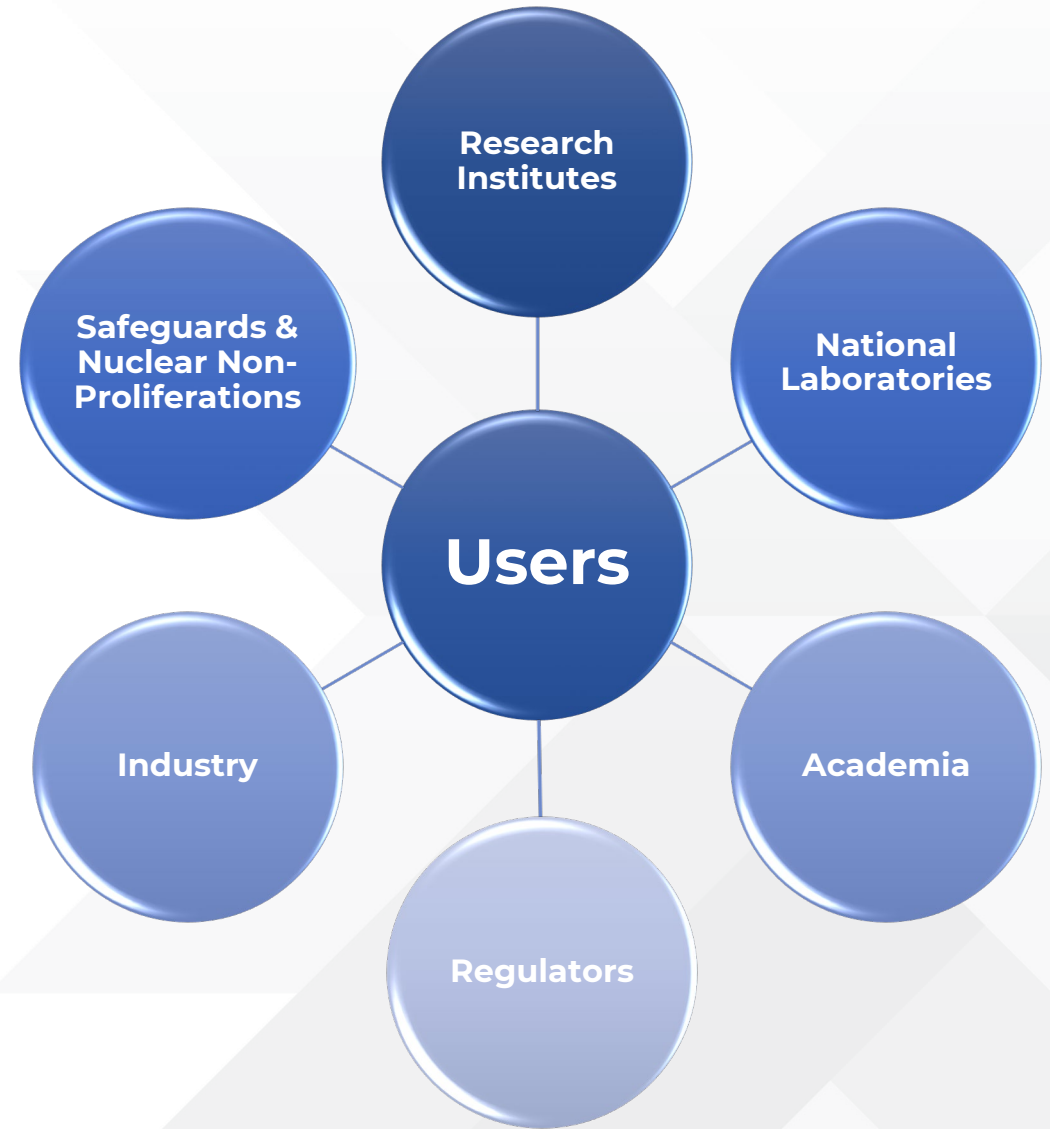 Research
Institutes
Safeguards &
Nuclear Non-
Proliferations
National
Laboratories
Users
Industry
Academia
Regulators